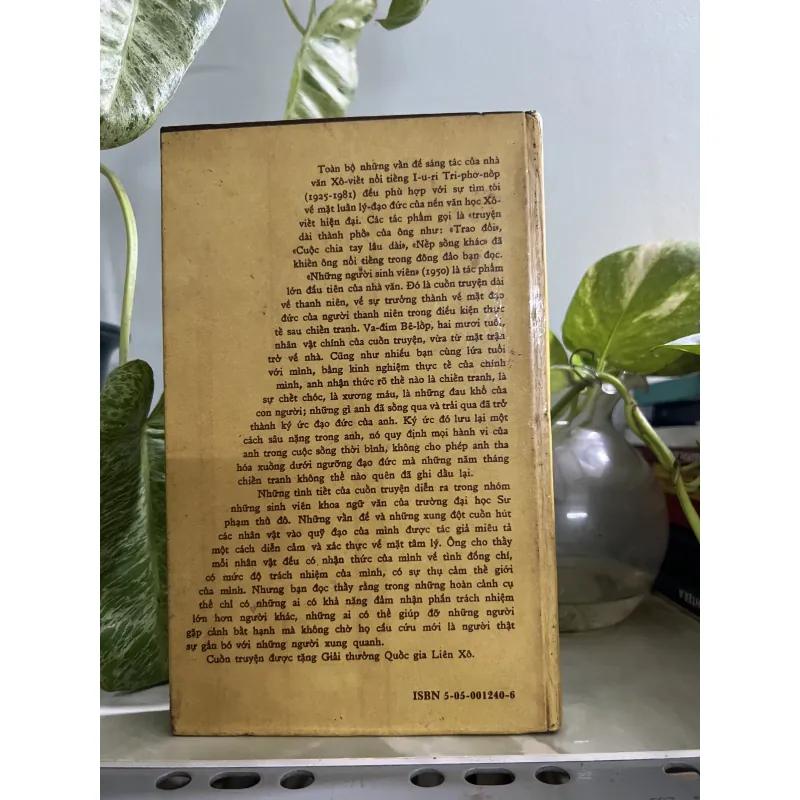 Toàn bộ những vấn đề sáng tác của nhà
văn Xô-viết nổi tiếng I-u-ri Tri-phơ-nôp
(1925-1981) đều phù hợp với sự tìm tòi
về mặt luân lý-đạo đức của nền văn học Xô-
viết hiện đại. Các tác phẩm gọi là «truyện
dài thành phố» của ông như: «Trao đổi»,
«Cuộc chia tay lâu dài», «Nếp sống khác» đã
khiến ông nổi tiếng trong đông đảo bạn đọc.
«Những người sinh viên» (1950) là tác phẩm
lớn đầu tiên của nhà văn. Đó là cuốn truyện dài
về thanh niên, về sự trưởng thành về mặt đạo
đức của người thanh niên trong điều kiện thực
tế sau chiến tranh. Va-đim Bê-lôp, hai mươi tuổi,
nhân vật chính của cuốn truyện, vừa từ mặt trận
trở về nhà. Cũng như nhiều bạn cùng lứa tuổi
với mình, bằng kinh nghiệm thực tế của chính
mình, anh nhận thức rõ thế nào là chiến tranh, là
sự chết chóc, là xương máu, là những đau khổ của
con người; những gì anh đã sống qua và trải qua đã trở
thành ký ức đạo đức của anh. Ký ức đó lưu lại một
cách sâu nặng trong anh, nó quy định mọi hành vi của
anh trong cuộc sống thời bình, không cho phép anh tha
hóa xuống dưới ngưỡng đạo đức mà những năm tháng
chiến tranh không thể nào quên đã ghi dấu lại.
Những tình tiết của cuốn truyện diễn ra trong nhóm
những sinh viên khoa ngữ văn của trường đại học Sư
phạm thủ đô. Những vấn đề và những xung đột cuốn hút
các nhân vật vào quỹ đạo của mình được tác giả miêu tả
một cách diễn cảm và xác thực về mặt tâm lý. Ông cho thấy
mỗi nhân vật đều có nhận thức của mình về tình đồng chí,
có mức độ trách nhiệm của mình, có sự thụ cảm thế giới
của mình. Nhưng bạn đọc thấy rằng trong những hoàn cảnh cụ
thể chỉ có những ai có khả năng đảm nhận phần trách nhiệm
lớn hơn người khác, những ai có thể giúp đỡ những người
gặp cảnh bất hạnh mà không chờ họ cầu cứu mới là người thật
sự gắn bó với những người xung quanh.
Cuốn truyện được tặng Giải thưởng Quốc gia Liên Xô.
ISBN 5-05-001240-6